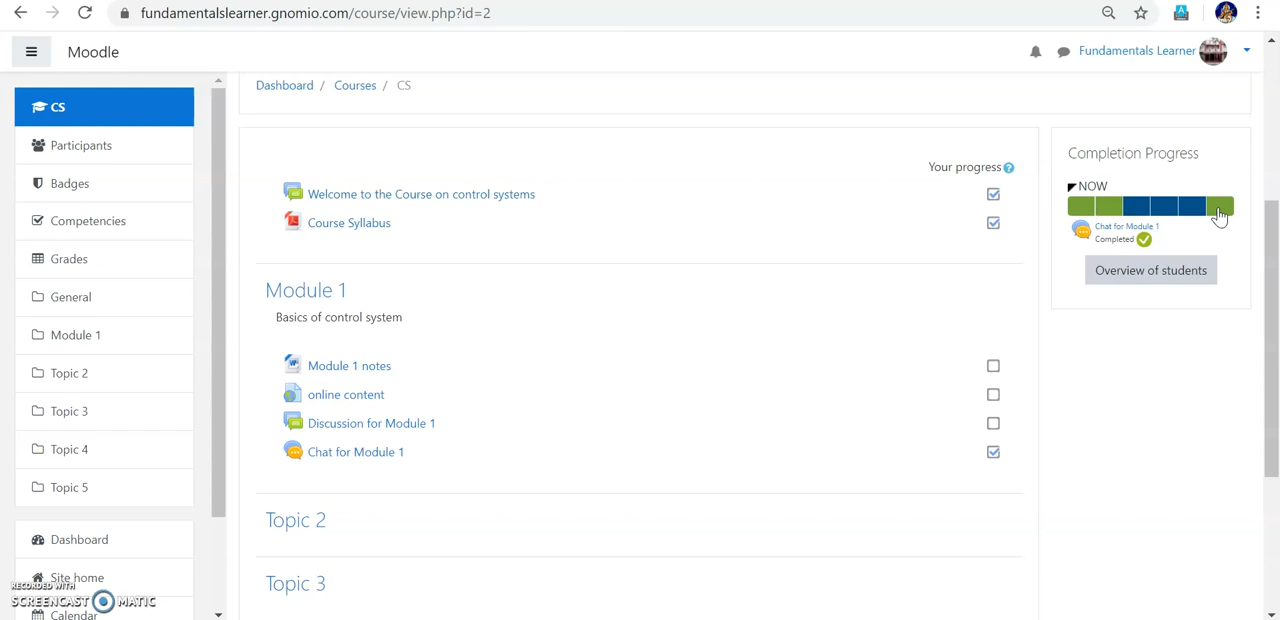 fundamentalslearner.gnomio.com/course/view.php?id=2
Moodle
Fundamentals Learner
CS
Participants
Badges
Competencies
Grades
General
Module 1
Topic 2
Topic 3
Topic 4
Topic 5
Dashboard
Site home
Calendar
RECORDED WITH
SCREENCAST MATIC
Dashboard / Courses / CS
Your progress
Welcome to the Course on control systems
Course Syllabus
Module 1
Basics of control system
Module 1 notes
online content
Discussion for Module 1
Chat for Module 1
Topic 2
Topic 3
Completion Progress
NOW
Chat for Module 1
Completed
Overview of students